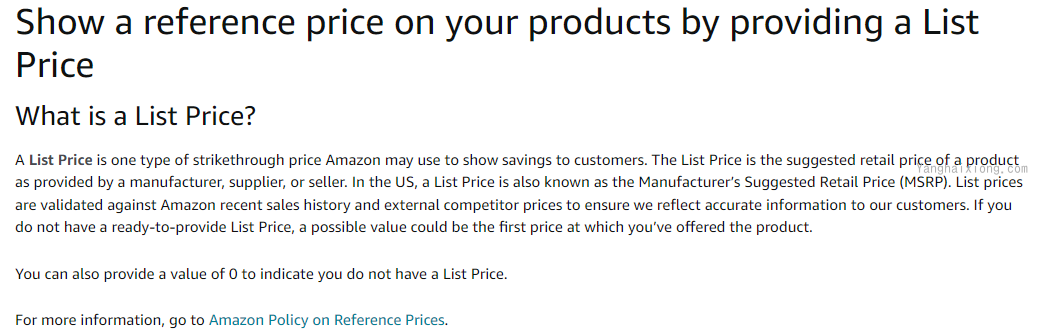 Show a reference price on your products by providing a List
Price
What is a List Price?
A List Price is one type of strikethrough price Amazon may use to show savings to customers. The List Price is the suggested retail price of a product
Yanghaixiong.com
as provided by a manufacturer, supplier, or seller. In the US, a List Price is also known as the Manufacturer's Suggested Retail Price (MSRP). List prices
are validated against Amazon recent sales history and external competitor prices to ensure we reflect accurate information to our customers. If you
do not have a ready-to-provide List Price, a possible value could be the first price at which you've offered the product.
You can also provide a value of 0 to indicate you do not have a List Price.
For more information, go to Amazon Policy on Reference Prices.